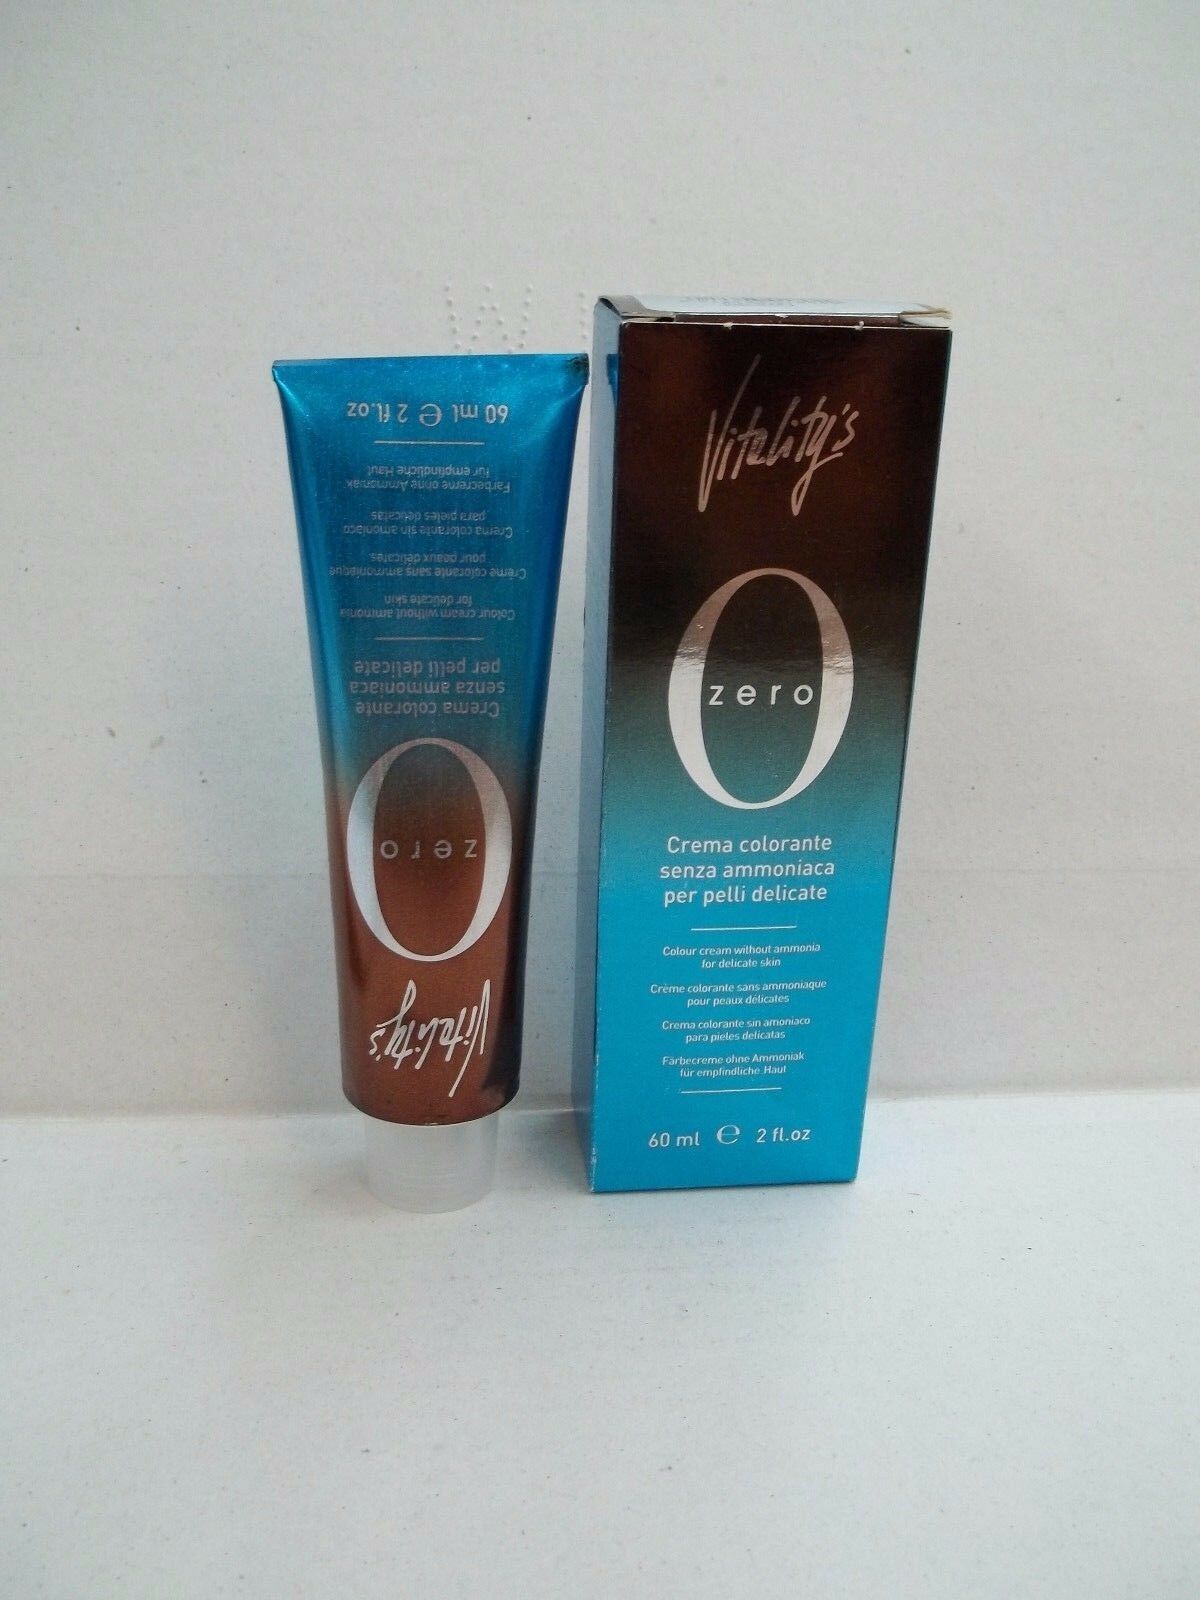 Vitality's
zero
Crema colorante
senza ammoniaca
per pelli delicate
Colour cream without ammonia
for delicate skin
Crème colorante sans ammoniaque
pour peaux délicates
Crema colorante sin amoniaco
para pieles delicatas
Färbecreme ohne Ammoniak
für empfindliche Haut
60 ml e 2 fl.oz
Vitality's
zero
Crema colorante
senza ammoniaca
per pelli delicate
Colour cream without ammonia
for delicate skin
Crème colorante sans ammoniaque
pour peaux délicates
Crema colorante sin amoniaco
para pieles delicatas
Färbecreme ohne Ammoniak
für empfindliche Haut
60 ml e 2 fl.oz